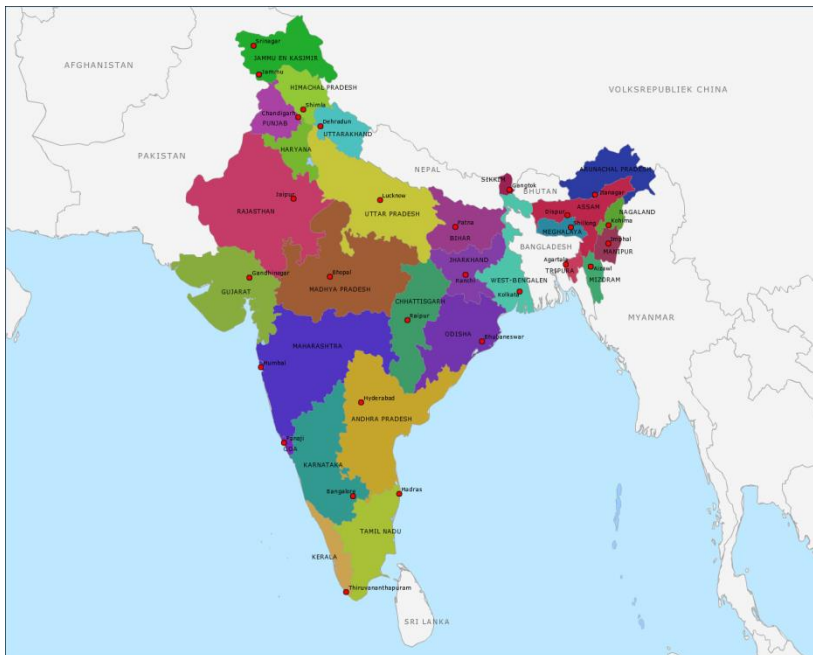 Srinagar
AFGHANISTAN
JAMMU EN KASJMIR
Jammu
HIMACHAL PRADESH
VOLKSREPUBLIEK CHINA
Shimla
Chandigarh
PUNJAB
Dehradun
UTTARAKHAND
HARYANA
PAKISTAN
NEPAL
SIKKIM
Gangtok
BHUTAN
ARUNACHAL PRADESH
Itanagar
Jaipur
Lucknow
RAJASTHAN
UTTAR PRADESH
ASSAM
Dispur
NAGALAND
Patna
Shillong
Kohima
MEGHALAYA
BIHAR
Imphal
BANGLADESH
MANIPUR
JHARKHAND
Agartala
Aizawl
Bhopal
Gandhinagar
Ranchi
TRIPURA
WEST-BENGALEN
MIZORAM
MADHYA PRADESH
GUJARAT
Kolkata
CHHATTISGARH
Raipur
MYANMAR
ODISHA
Bhubaneswar
MAHARASHTRA
Mumbai
Hyderabad
ANDHRA PRADESH
Panaji
GOA
KARNATAKA
Bangalore
Madras
TAMIL NADU
KERALA
Thiruvananthapuram
SRI LANKA